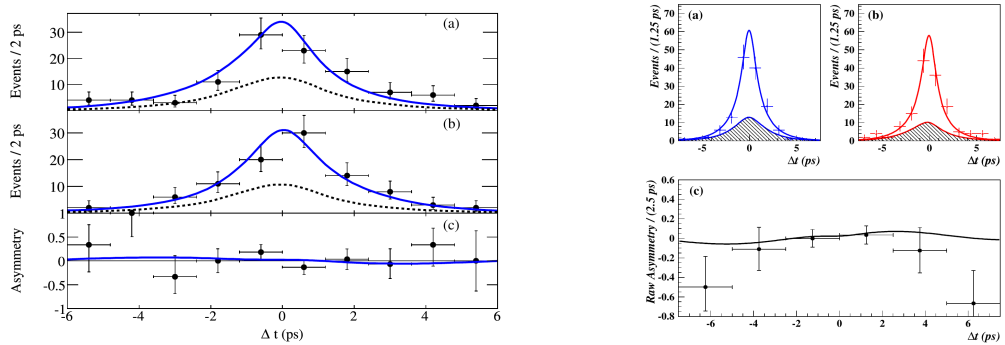 Events / 2 ps
30
20
10
(a)
Events / 2 ps
30
20
10
(b)
Asymmetry
1
0.5
0
-0.5
-1
(c)
-6 -4 -2 0 2 4 6
Δ t (ps)
Events / (1.25 ps)
70
60
50
40
30
20
10
0
(a)
-5 0 5
Δt (ps)
Events / (1.25 ps)
70
60
50
40
30
20
10
0
(b)
-5 0 5
Δt (ps)
Raw Asymmetry / (2.5 ps)
0.6
0.4
0.2
0
-0.2
-0.4
-0.6
-0.8
(c)
-6 -4 -2 0 2 4 6
Δt (ps)